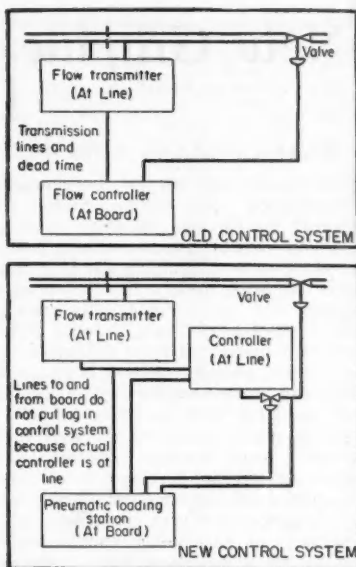 Flow transmitter
(At Line)
Valve
Transmission
lines and
dead time
Flow controller
(At Board)
OLD CONTROL SYSTEM
Valve
Flow transmitter
(At Line)
Controller
(At Line)
Lines to and
from board do
not put lag in
control system
because actual
controller is at
line
Pneumatic loading
station
(At Board)
NEW CONTROL SYSTEM